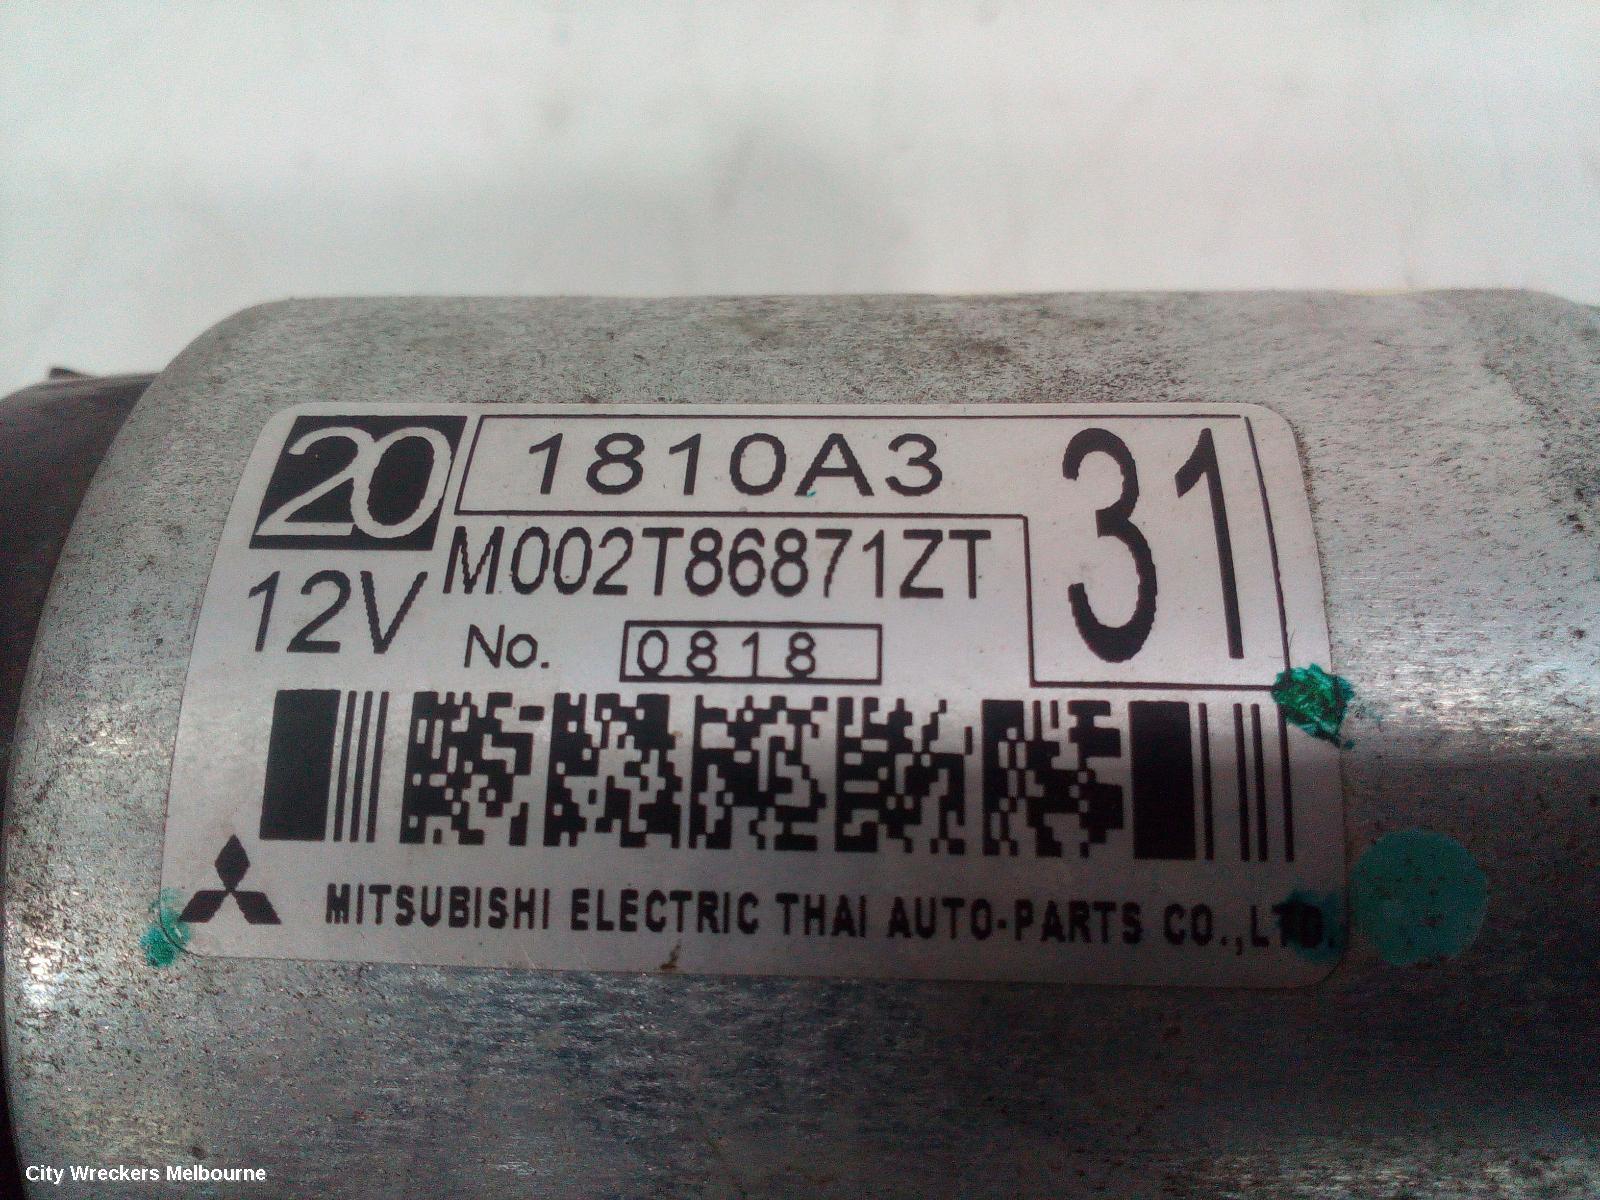 20 1810A3 31
12V M002T86871ZT
No. 0818
MITSUBISHI ELECTRIC THAI AUTO-PARTS CO.,LTD.
City Wreckers Melbourne